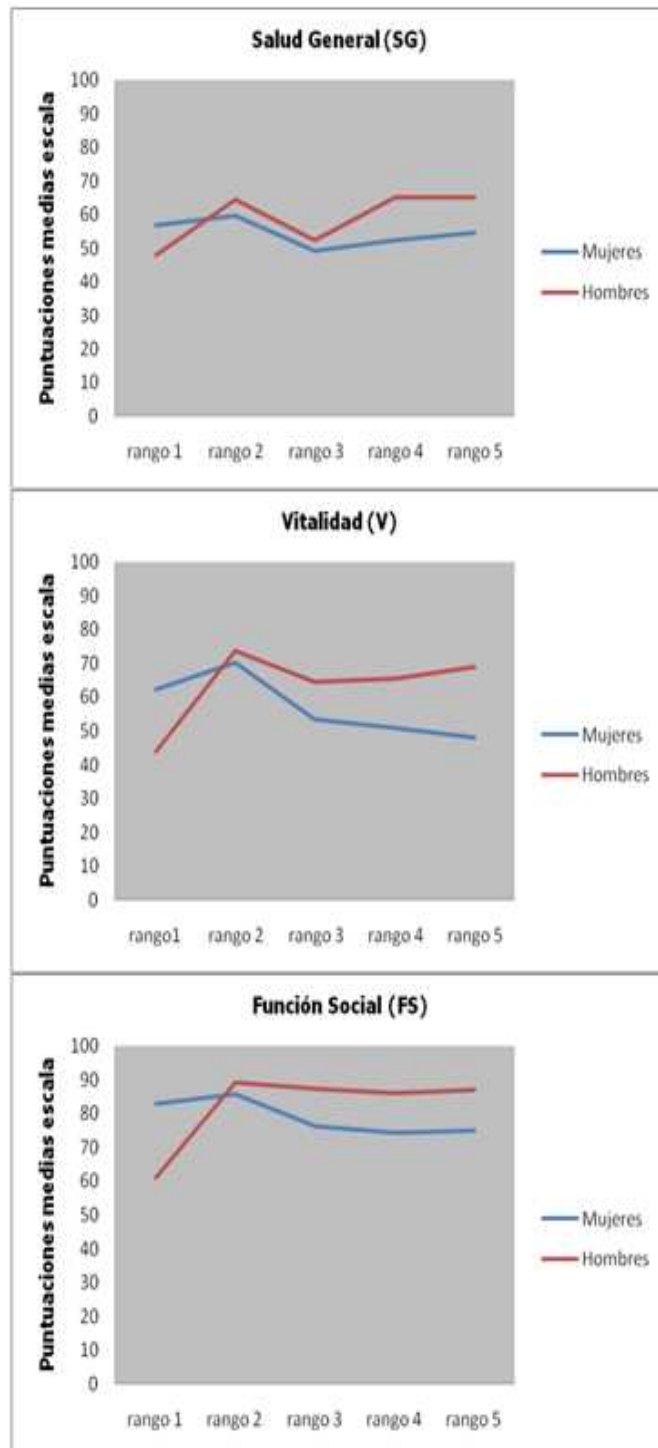 Salud General (SG)
Puntuaciones medias escala
100
90
80
70
60
50
40
30
20
10
0
rango 1 rango 2 rango 3 rango 4 rango 5
Mujeres
Hombres
Vitalidad (V)
Puntuaciones medias escala
100
90
80
70
60
50
40
30
20
10
0
rango1 rango 2 rango 3 rango 4 rango 5
Mujeres
Hombres
Función Social (FS)
Puntuaciones medias escala
100
90
80
70
60
50
40
30
20
10
0
rango 1 rango 2 rango 3 rango 4 rango 5
Mujeres
Hombres